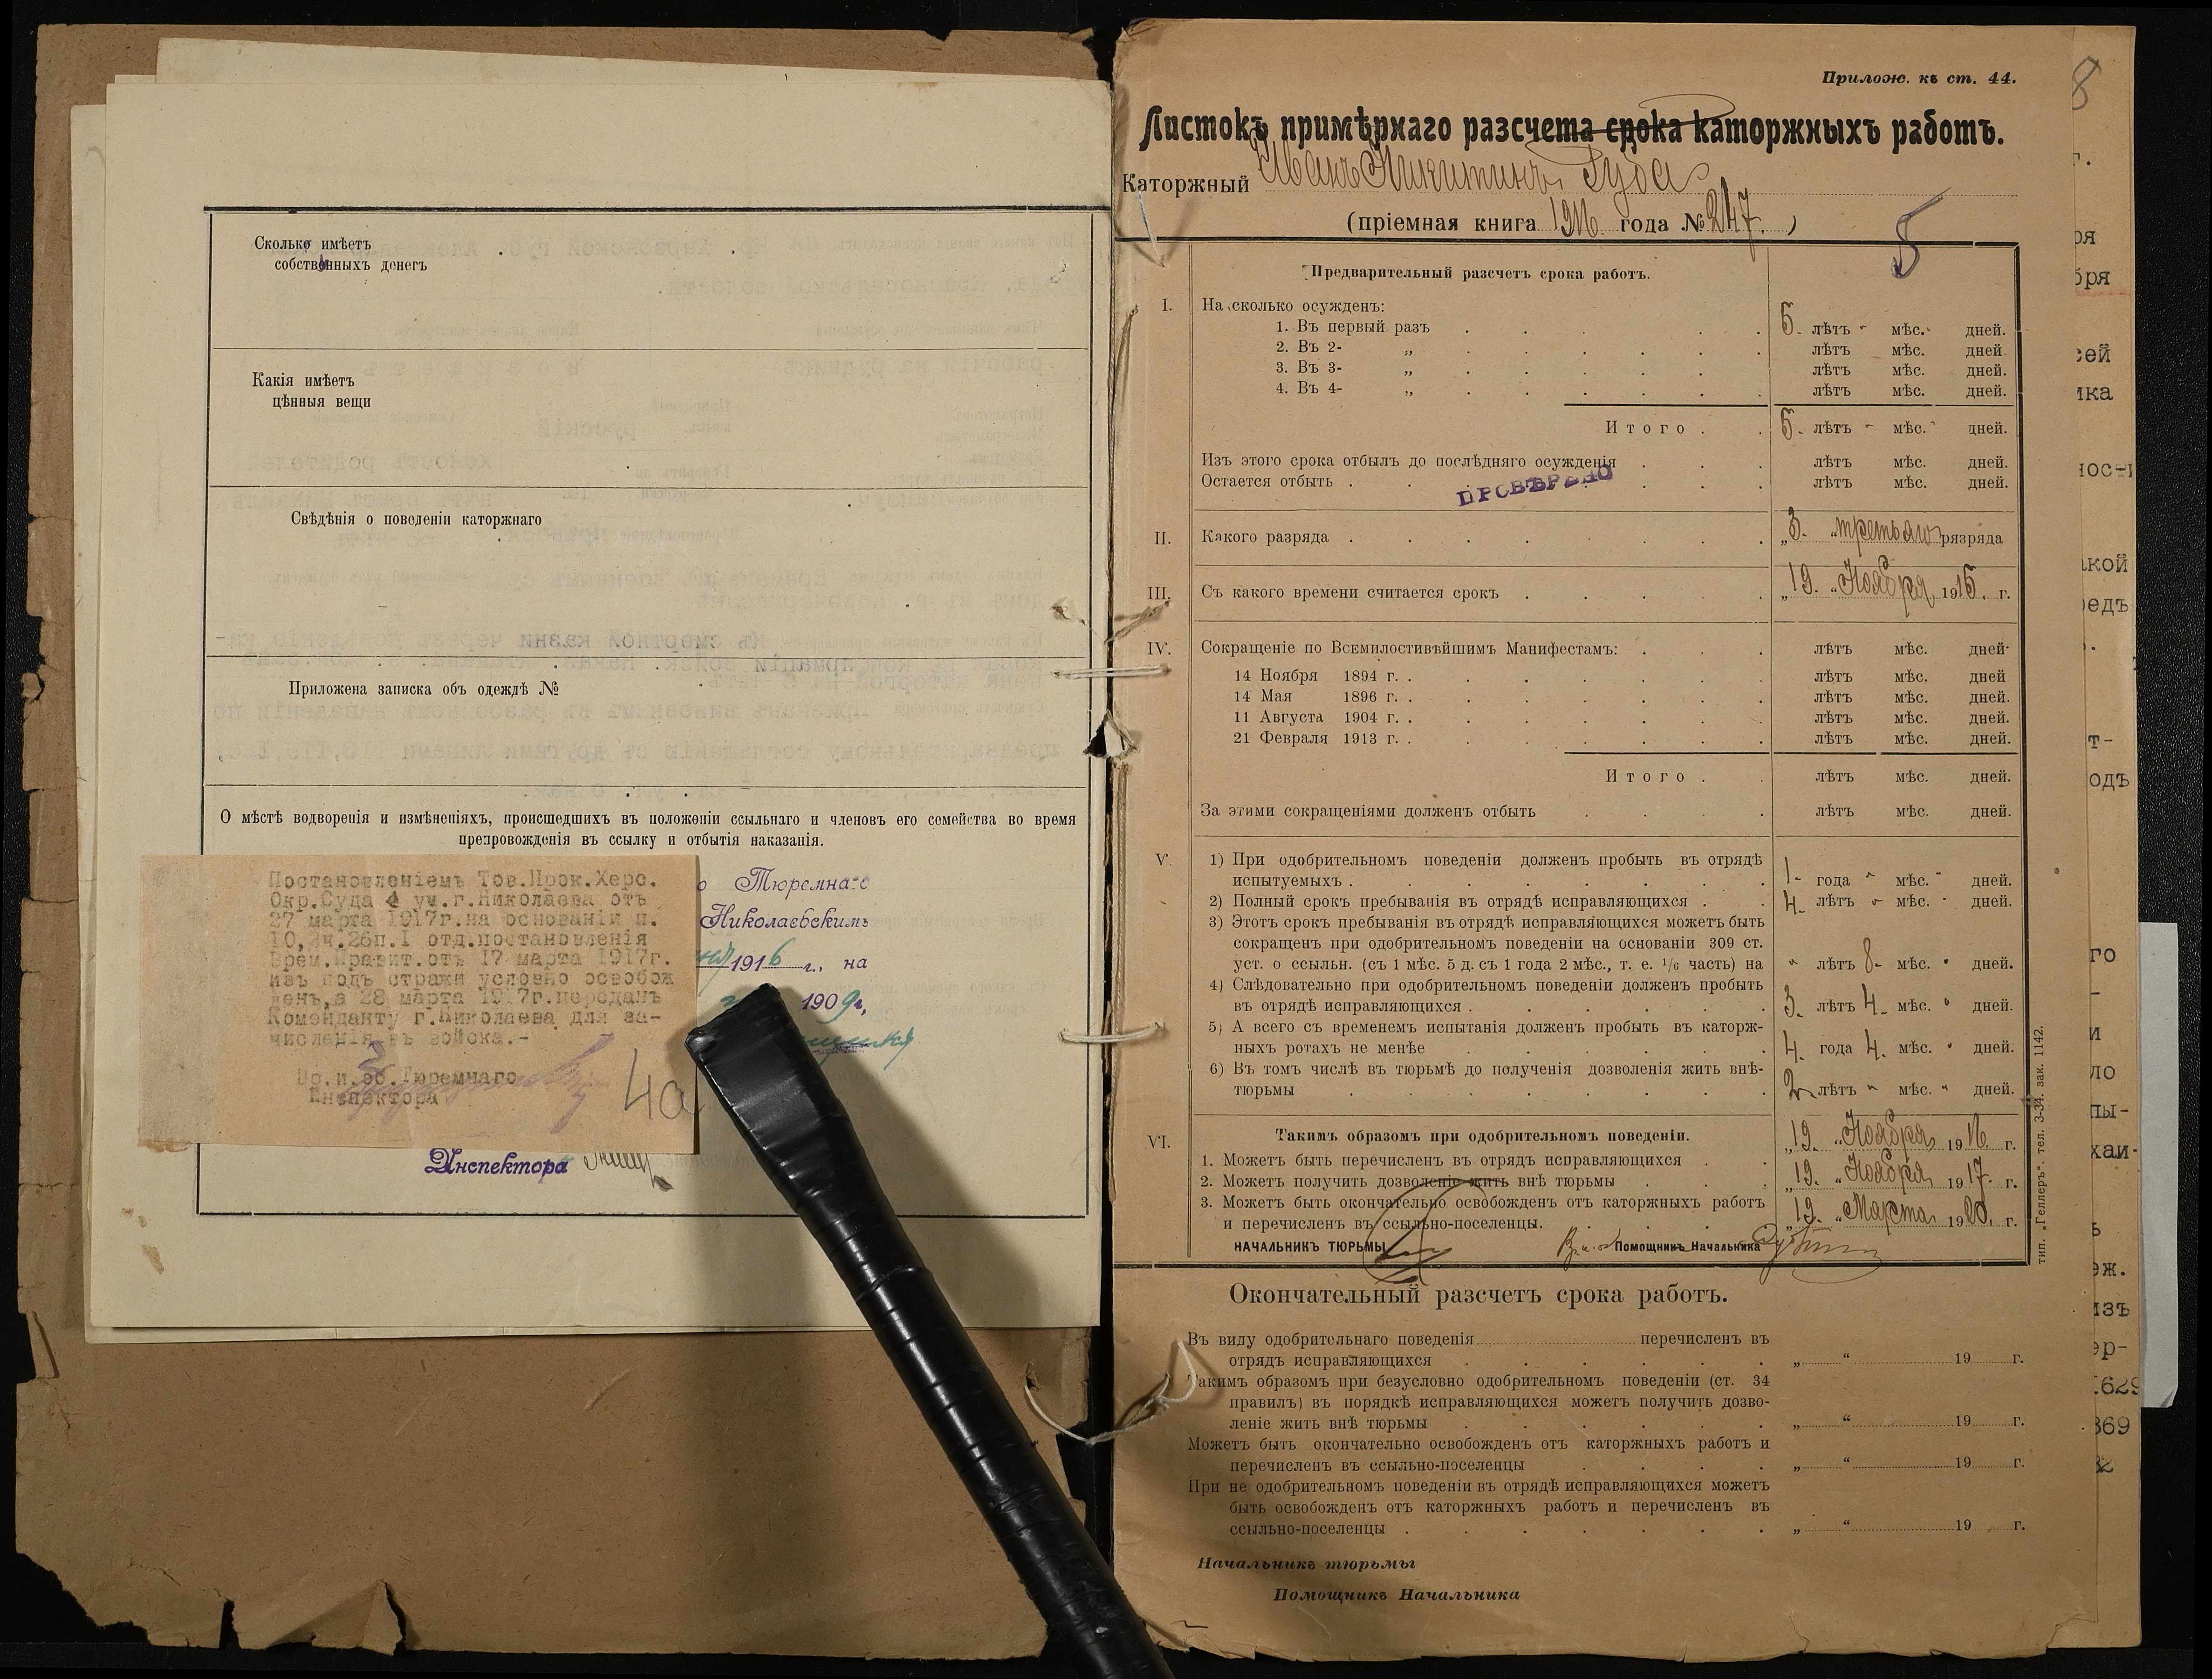 Сколько имѣетъ
собственныхъ денегъ
Какія имѣетъ
цѣнныя вещи
Свѣдѣнія о поведеніи каторжнаго
Приложена записка объ одеждѣ №
О мѣстѣ водворенія и измѣненіяхъ, происшедшихъ въ положеніи ссыльнаго и членовъ его семейства во время
препровожденія въ ссылку и отбытія наказанія.
Постановленіемъ Тов.Прок.Херс.
Окр.Суда 4 уч.г.Николаева отъ
27 марта 1917г.на основаніи п.
10, 3ч.26п.I отд.постановленія
Врем.Правит.отъ 17 марта 1917г.
изъ подъ стражи условно освобож
денъ,а 28 марта 1917г.переданъ
Коменданту г.Николаева для за-
численія въ войска.-
Вр.и.об.Тюремнаго
Инспектора
4а
о Тюремнаго
Николаевскимъ
1916 г., на
1909г,
Инспектора
Прилож. къ ст. 44.
8
Листокъ примѣрнаго разсчета срока каторжныхъ работъ.
Каторжный Иванъ Никитинъ Губа
(пріемная книга 1916 года № 247.)
5
Предварительный разсчетъ срока работъ.
I. На сколько осужденъ:
1. Въ первый разъ 5. лѣтъ - мѣс. - дней.
2. Въ 2- „ лѣтъ мѣс. дней.
3. Въ 3- „ лѣтъ мѣс. дней.
4. Въ 4- „ лѣтъ мѣс. дней.
Итого 5. лѣтъ - мѣс. - дней.
Изъ этого срока отбылъ до послѣдняго осужденія лѣтъ мѣс. дней.
Остается отбыть лѣтъ мѣс. дней.
ПРОВѢРЕНО
II. Какого разряда „3. “ третьяго разряда
III. Съ какого времени считается срокъ „19. “ Ноября 1915. г.
IV. Сокращеніе по Всемилостивѣйшимъ Манифестамъ: лѣтъ мѣс. дней
14 Ноября 1894 г. лѣтъ мѣс. дней
14 Мая 1896 г. лѣтъ мѣс. дней.
11 Августа 1904 г. лѣтъ мѣс. дней.
21 Февраля 1913 г. лѣтъ мѣс. дней.
Итого лѣтъ мѣс. дней.
За этими сокращеніями долженъ отбыть лѣтъ мѣс. дней.
V. 1) При одобрительномъ поведеніи долженъ пробыть въ отрядѣ
испытуемыхъ 1- года " мѣс. - дней.
2) Полный срокъ пребыванія въ отрядѣ исправляющихся 4. лѣтъ - мѣс. - дней.
3) Этотъ срокъ пребыванія въ отрядѣ исправляющихся можетъ быть
сокращенъ при одобрительномъ поведеніи на основаніи 309 ст.
уст. о ссыльн. (съ 1 мѣс. 5 д. съ 1 года 2 мѣс., т. е. 1/6 часть) на " лѣтъ 8- мѣс. " дней.
4) Слѣдовательно при одобрительномъ поведеніи долженъ пробыть
въ отрядѣ исправляющихся 3. лѣтъ 4. мѣс. " дней.
5) А всего съ временемъ испытанія долженъ пробыть въ каторж-
ныхъ ротахъ не менѣе 4. года 4. мѣс. " дней.
6) Въ томъ числѣ въ тюрьмѣ до полученія дозволенія жить внѣ-
тюрьмы 2 лѣтъ " мѣс. " дней.
VI. Такимъ образомъ при одобрительномъ поведеніи.
1. Можетъ быть перечисленъ въ отрядъ исправляющихся „19. “ Ноября 1916. г.
2. Можетъ получить дозволеніе жить внѣ тюрьмы „19. “ Ноября 1917. г.
3. Можетъ быть окончательно освобожденъ отъ каторжныхъ работъ
и перечисленъ въ ссыльно-поселенцы. „19. “ Марта 1920. г.
НАЧАЛЬНИКЪ ТЮРЬМЫ Помощникъ Начальника
тип. „Геллеръ“. тел. 3-34. зак. 1142.
Окончательный разсчетъ срока работъ.
Въ виду одобрительнаго поведенія перечисленъ въ
отрядъ исправляющихся „ “ 19 г.
Такимъ образомъ при безусловно одобрительномъ поведеніи (ст. 34
правилъ) въ порядкѣ исправляющихся можетъ получить дозво-
леніе жить внѣ тюрьмы „ “ 19 г.
Можетъ быть окончательно освобожденъ отъ каторжныхъ работъ и
перечисленъ въ ссыльно-поселенцы „ “ 19 г.
При не одобрительномъ поведеніи въ отрядѣ исправляющихся можетъ
быть освобожденъ отъ каторжныхъ работъ и перечисленъ въ
ссыльно-поселенцы „ “ 19 г.
Начальникъ тюрьмы
Помощникъ Начальника